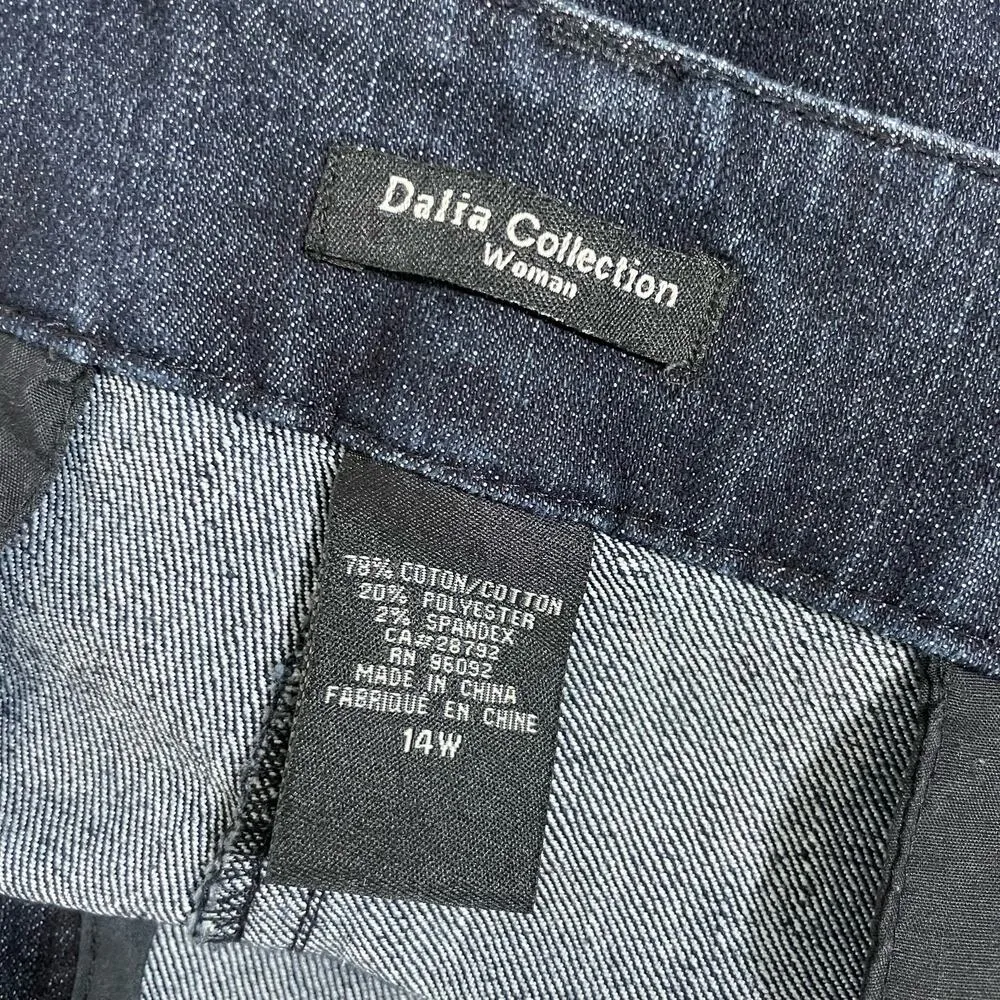 Dalia Collection
Woman
78% COTON/COTTON
20% POLYESTER
2% SPANDEX
CA#28792
RN 96092
MADE IN CHINA
FABRIQUE EN CHINE
14W